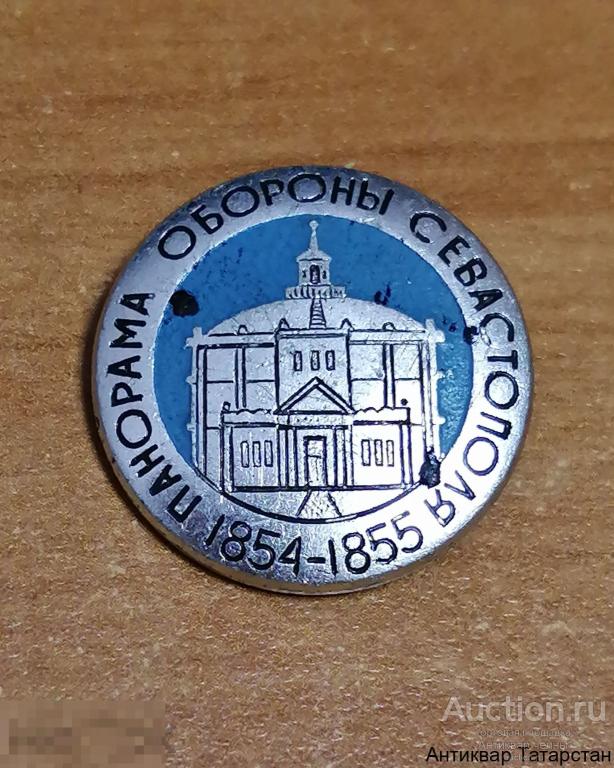 ПАНОРАМА ОБОРОНЫ СЕВАСТОПОЛЯ
1854-1855
Auction.ru
Антиквар Татарстан